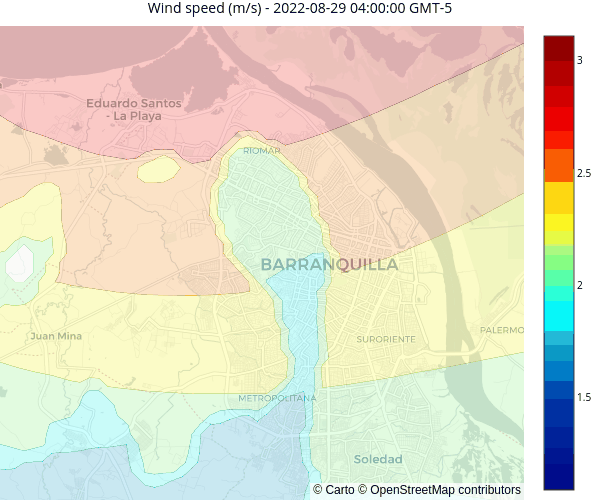 Wind speed (m/s) - 2022-08-29 04:00:00 GMT-5
3
Eduardo Santos
- La Playa
RIOMAR
2.5
BARRANQUILLA
2
Juan Mina
SURORIENTE
PALERMO
METROPOLITANA
1.5
Soledad
© Carto © OpenStreetMap contributors